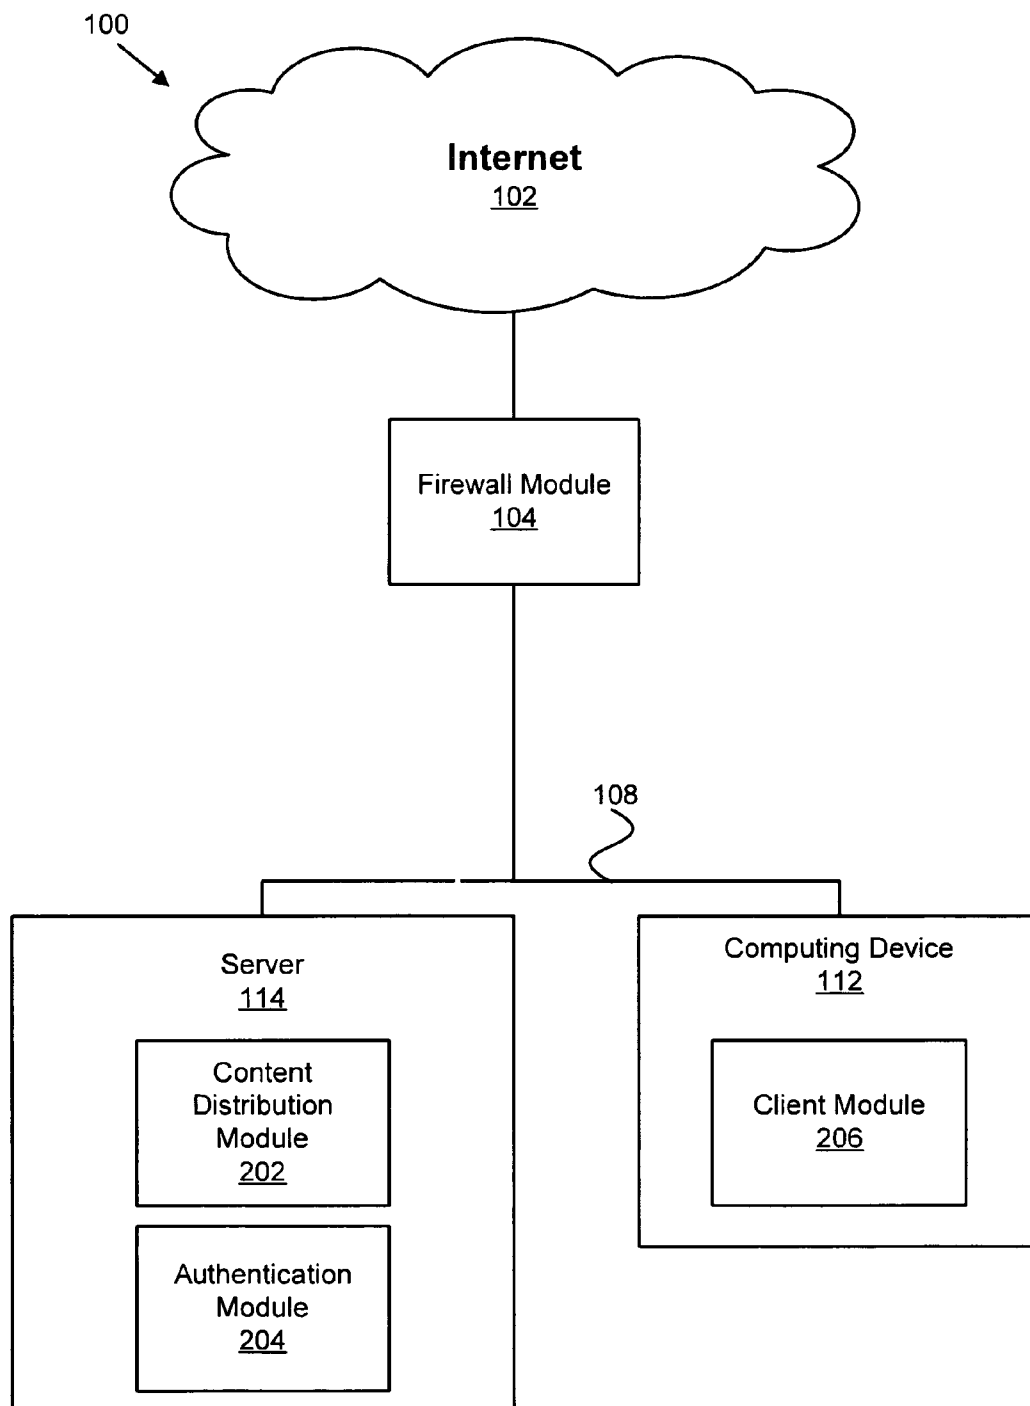 100
Internet
102
Firewall Module
104
108
Server
114
Content
Distribution
Module
202
Authentication
Module
204
Computing Device
112
Client Module
206